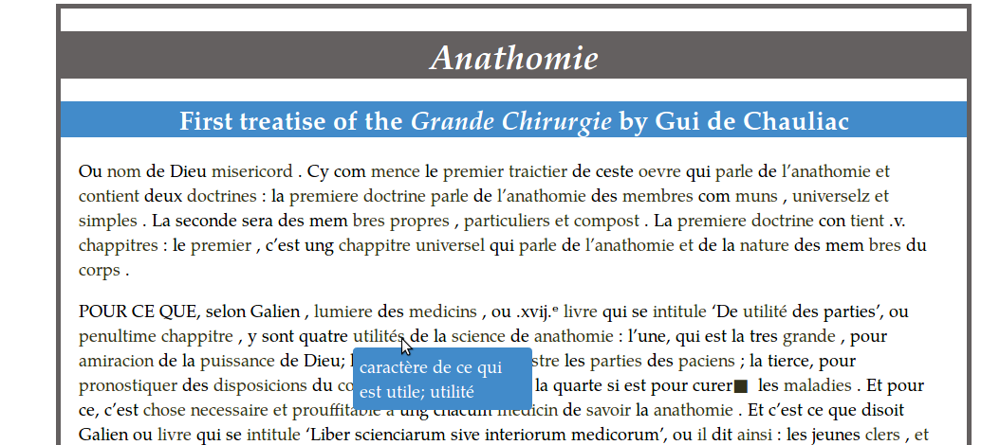 Anathomie
First treatise of the Grande Chirurgie by Gui de Chauliac
Ou nom de Dieu misericord . Cy com mence le premier traictier de ceste oevre qui parle de l’anathomie et
contient deux doctrines : la premiere doctrine parle de l’anathomie des membres com muns , universelz et
simples . La seconde sera des mem bres propres , particuliers et compost . La premiere doctrine con tient .v.
chappitres : le premier , c’est ung chappitre universel qui parle de l’anathomie et de la nature des mem bres du
corps .
POUR CE QUE, selon Galien , lumiere des medicins , ou .xvij.ᵉ livre qui se intitule ‘De utilité des parties’, ou
penultime chappitre , y sont quatre utilités de la science de anathomie : l’une, qui est la tres grande , pour
amiracion de la puissance de Dieu; stre les parties des paciens ; la tierce, pour
caractère de ce qui
est utile; utilité
pronostiquer des disposicions du la quarte si est pour curer■ les maladies . Et pour
ce, c’est chose necessaire et prouffitable a ung chacum medicin de savoir la anathomie . Et c’est ce que disoit
Galien ou livre qui se intitule ‘Liber scienciarum sive interiorum medicorum’, ou il dit ainsi : les jeunes clers , et